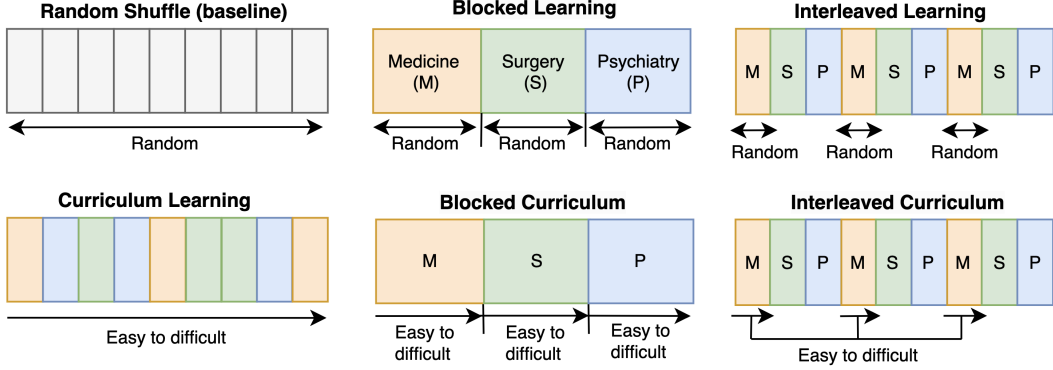 Random Shuffle (baseline)
Random
Blocked Learning
Medicine
(M)
Surgery
(S)
Psychiatry
(P)
Random
Random
Random
Interleaved Learning
M S P M S P M S P
Random
Random
Random
Curriculum Learning
Easy to difficult
Blocked Curriculum
M S P
Easy to
difficult
Easy to
difficult
Easy to
difficult
Interleaved Curriculum
M S P M S P M S P
Easy to difficult